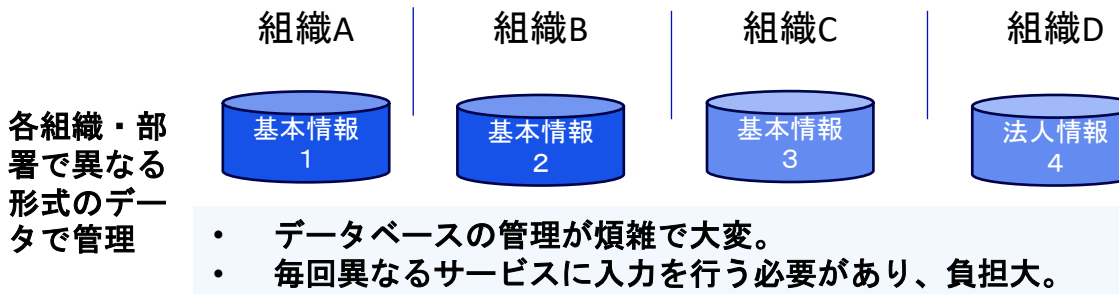 組織A
組織B
組織C
組織D
各組織・部
署で異なる
形式のデー
タで管理
基本情報
1
基本情報
２
基本情報
3
法人情報
4
• データベースの管理が煩雑で大変。
• 毎回異なるサービスに入力を行う必要があり、負担大。